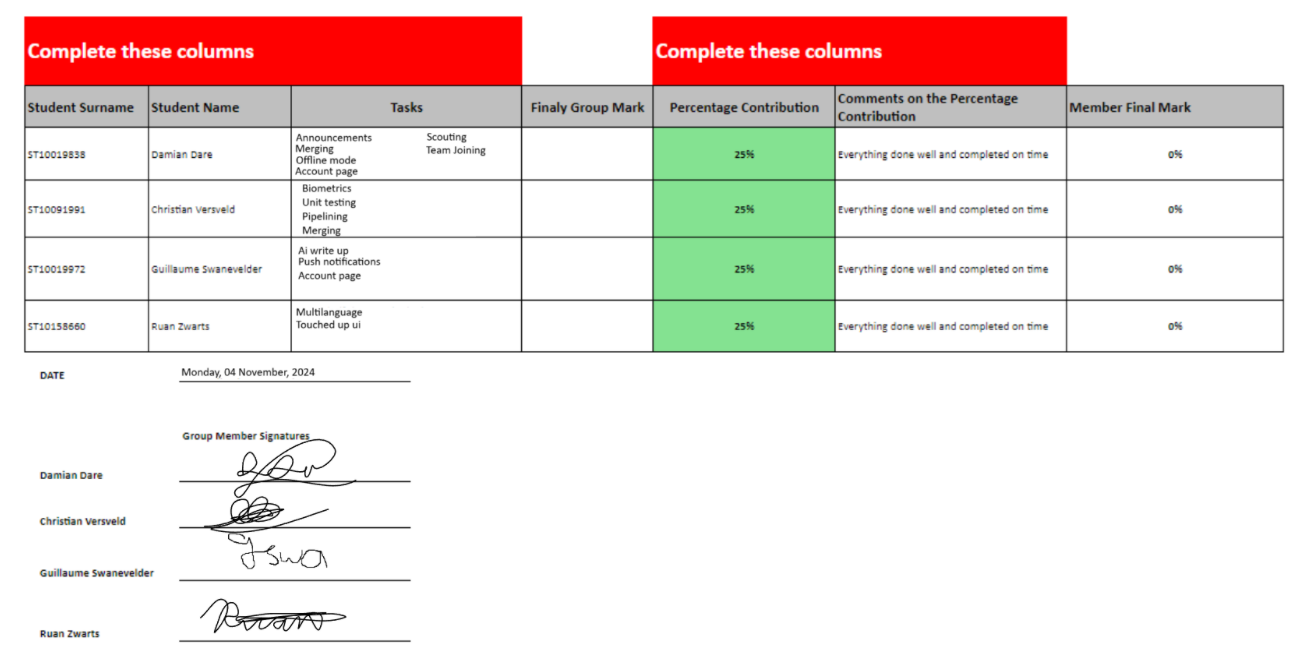 Complete these columns
Complete these columns
Student Surname Student Name Tasks Finaly Group Mark Percentage Contribution Comments on the Percentage Contribution Member Final Mark
ST10019838 Damian Dare
Announcements Scouting
Merging Team Joining
Offline mode
Account page
25% Everything done well and completed on time 0%
ST10091991 Christian Versveld
Biometrics
Unit testing
Pipelining
Merging
25% Everything done well and completed on time 0%
ST10019972 Guillaume Swanevelder
Ai write up
Push notifications
Account page
25% Everything done well and completed on time 0%
ST10158660 Ruan Zwarts
Multilanguage
Touched up ui
25% Everything done well and completed on time 0%
DATE Monday, 04 November, 2024
Group Member Signatures
Damian Dare
Christian Versveld
Guillaume Swanevelder
Ruan Zwarts